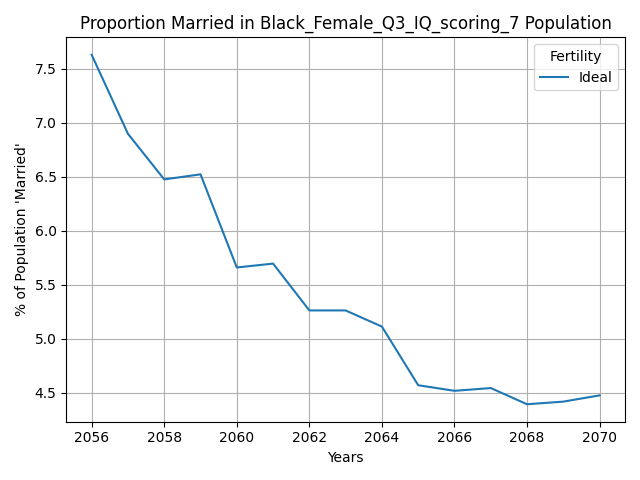 Proportion Married in Black_Female_Q3_IQ_scoring_7 Population
Fertility
Ideal
% of Population 'Married'
7.5
7.0
6.5
6.0
5.5
5.0
4.5
2056 2058 2060 2062 2064 2066 2068 2070
Years